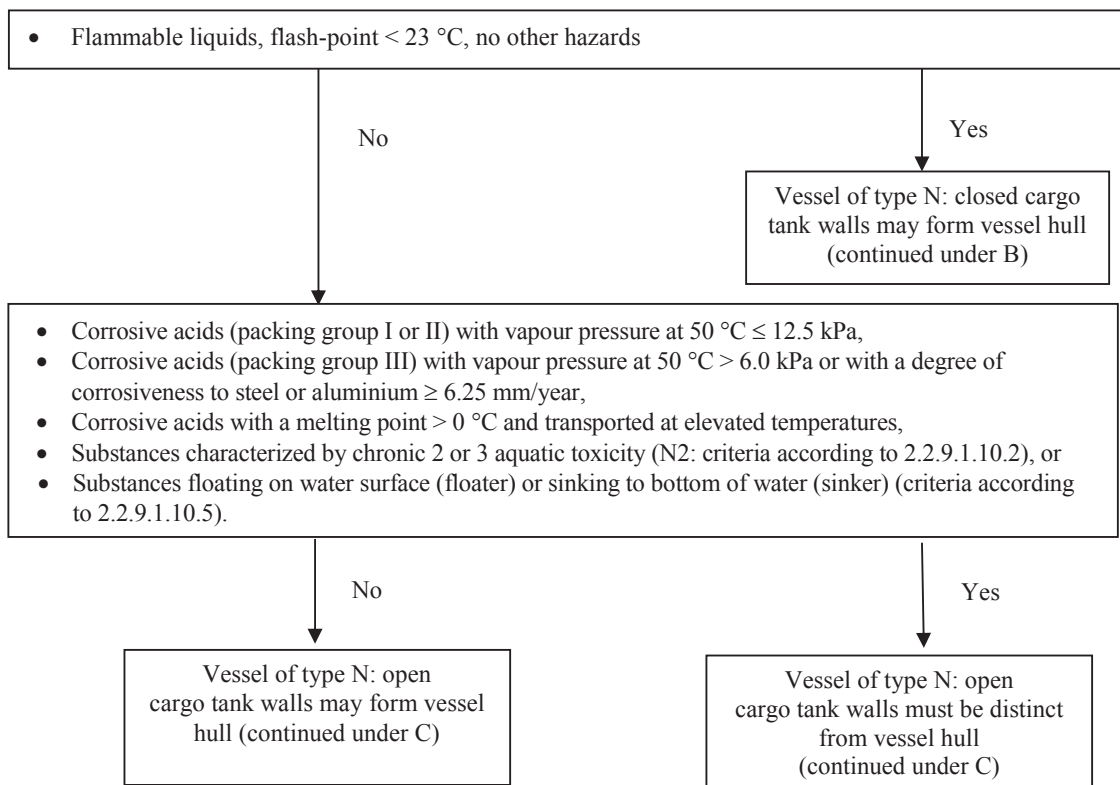 • Flammable liquids, flash-point < 23 °C, no other hazards
No
Yes
Vessel of type N: closed cargo
tank walls may form vessel hull
(continued under B)
• Corrosive acids (packing group I or II) with vapour pressure at 50 °C ≤ 12.5 kPa,
• Corrosive acids (packing group III) with vapour pressure at 50 °C > 6.0 kPa or with a degree of
corrosiveness to steel or aluminium ≥ 6.25 mm/year,
• Corrosive acids with a melting point > 0 °C and transported at elevated temperatures,
• Substances characterized by chronic 2 or 3 aquatic toxicity (N2: criteria according to 2.2.9.1.10.2), or
• Substances floating on water surface (floater) or sinking to bottom of water (sinker) (criteria according
to 2.2.9.1.10.5).
No
Yes
Vessel of type N: open
cargo tank walls may form vessel
hull (continued under C)
Vessel of type N: open
cargo tank walls must be distinct
from vessel hull
(continued under C)